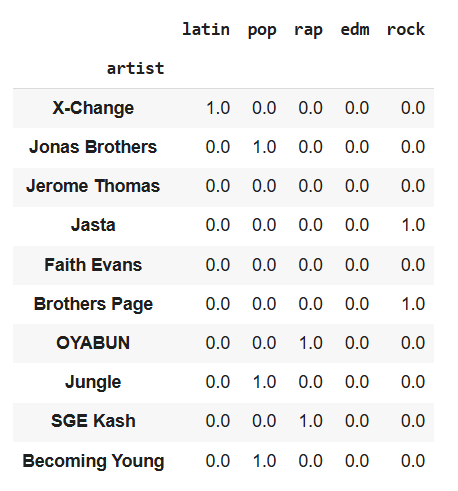 latin pop rap edm rock
artist
X-Change 1.0 0.0 0.0 0.0 0.0
Jonas Brothers 0.0 1.0 0.0 0.0 0.0
Jerome Thomas 0.0 0.0 0.0 0.0 0.0
Jasta 0.0 0.0 0.0 0.0 1.0
Faith Evans 0.0 0.0 0.0 0.0 0.0
Brothers Page 0.0 0.0 0.0 0.0 1.0
OYABUN 0.0 0.0 1.0 0.0 0.0
Jungle 0.0 1.0 0.0 0.0 0.0
SGE Kash 0.0 0.0 1.0 0.0 0.0
Becoming Young 0.0 1.0 0.0 0.0 0.0